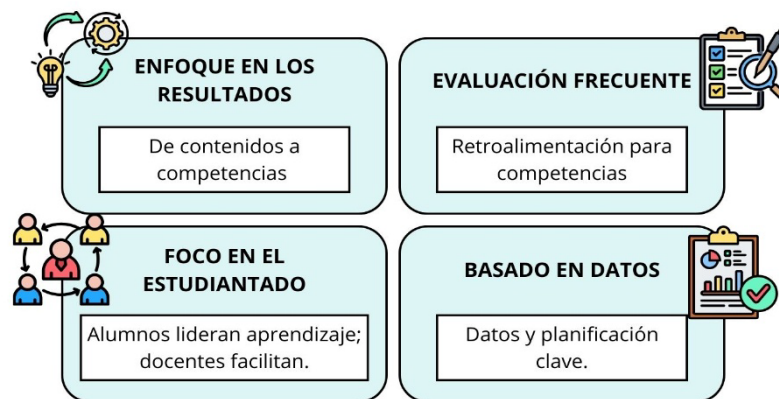 ENFOQUE EN LOS
RESULTADOS
De contenidos a
competencias
EVALUACIÓN FRECUENTE
Retroalimentación para
competencias
FOCO EN EL
ESTUDIANTADO
Alumnos lideran aprendizaje;
docentes facilitan.
BASADO EN DATOS
Datos y planificación
clave.